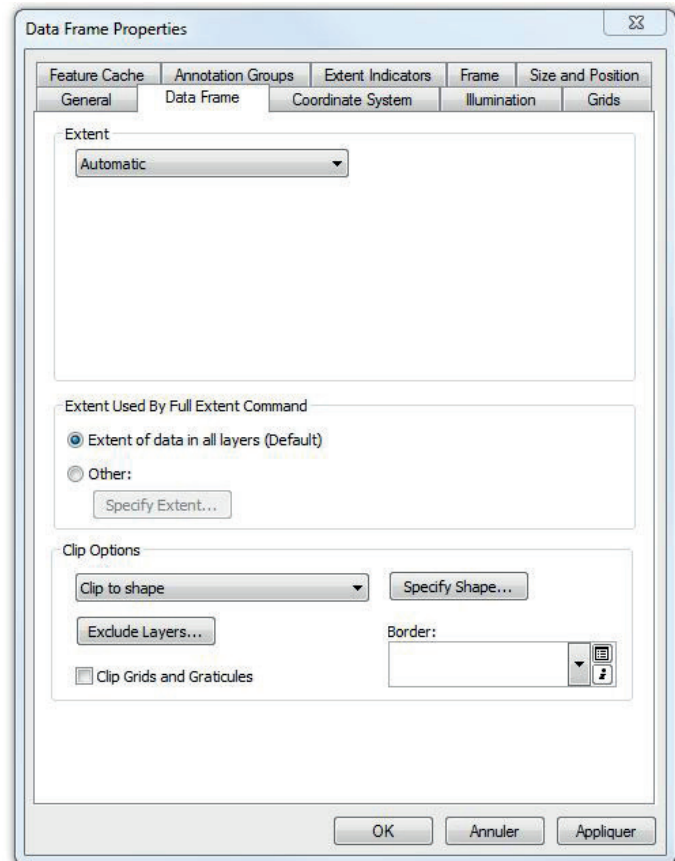 Data Frame Properties
Feature Cache Annotation Groups Extent Indicators Frame Size and Position
General Data Frame Coordinate System Illumination Grids
Extent
Automatic
Extent Used By Full Extent Command
Extent of data in all layers (Default)
Other:
Specify Extent...
Clip Options
Clip to shape Specify Shape...
Exclude Layers... Border:
Clip Grids and Graticules
OK Annuler Appliquer